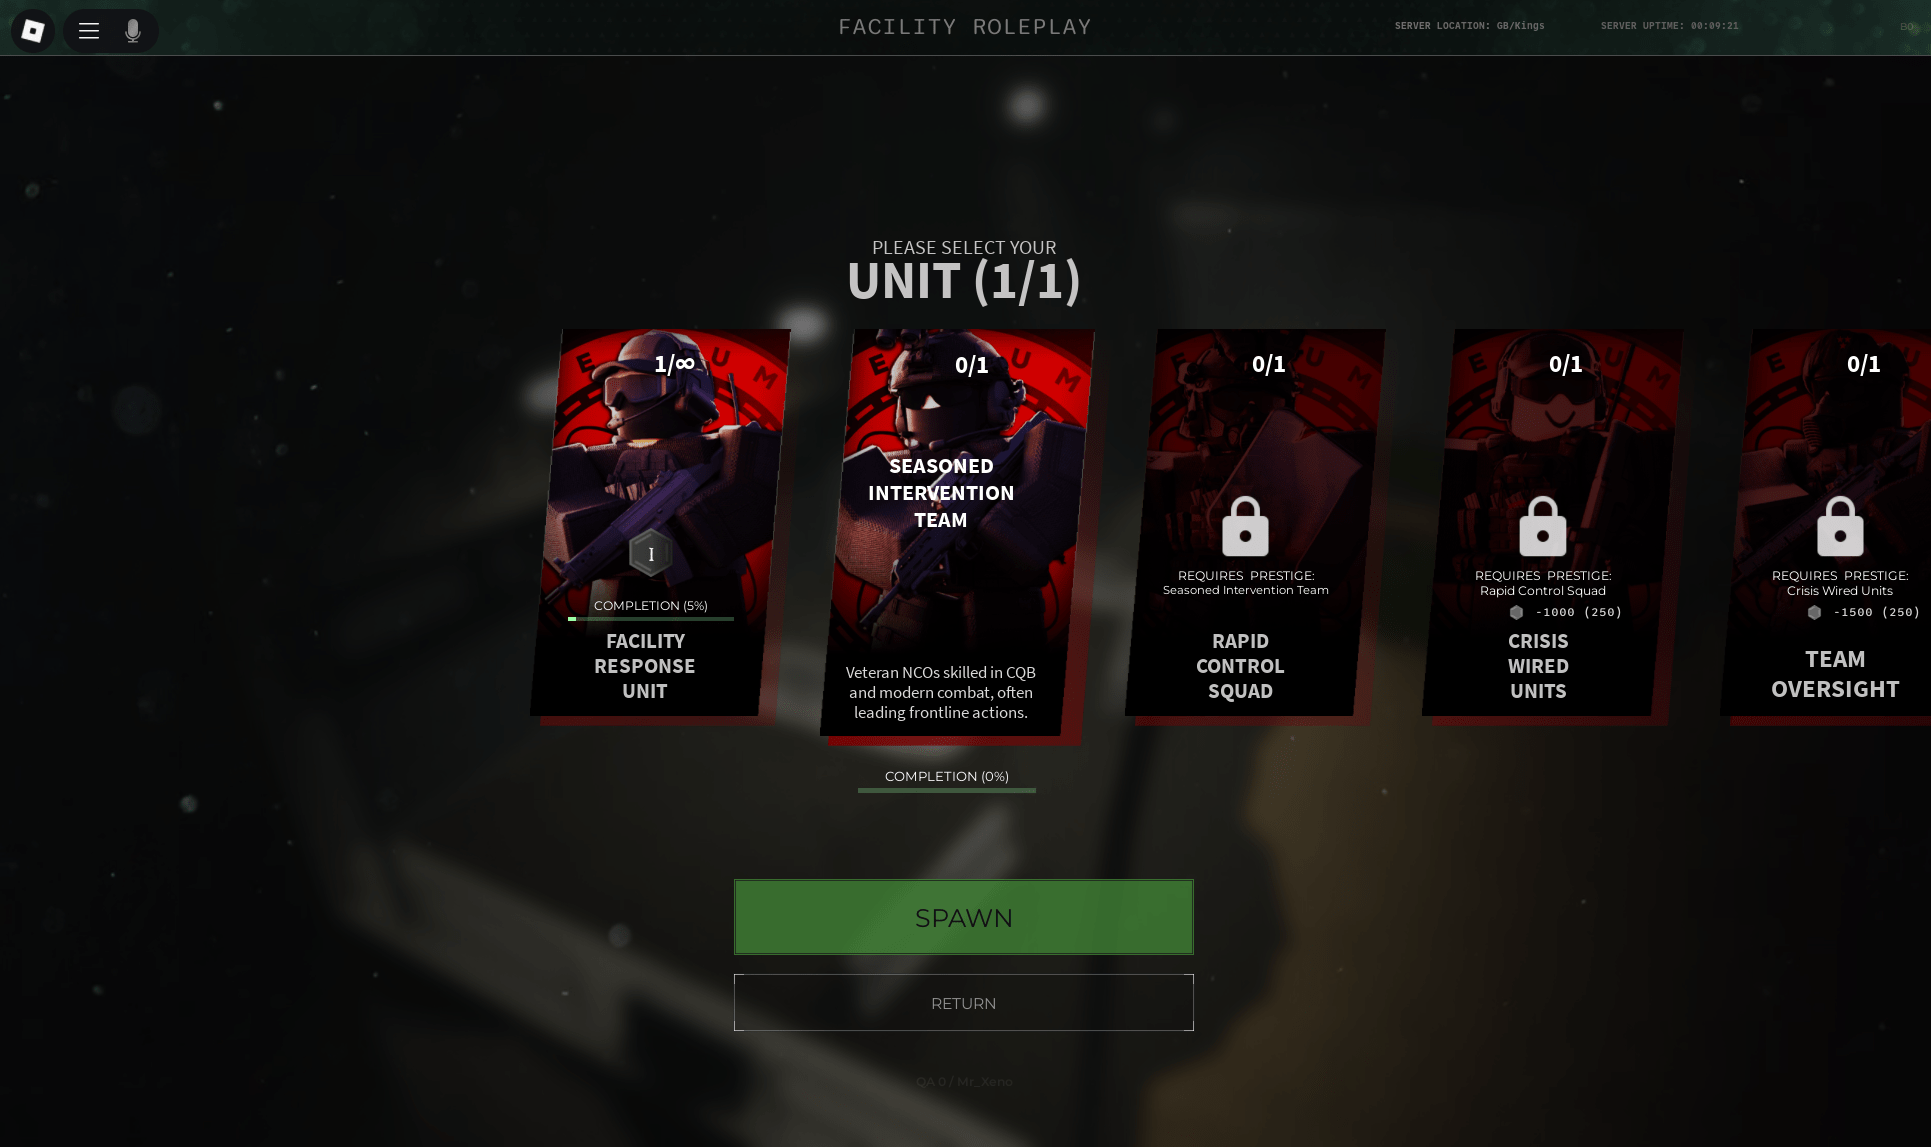 FACILITY ROLEPLAY
SERVER LOCATION: GB/Kings
SERVER UPTIME: 00:09:21
PLEASE SELECT YOUR
UNIT (1/1)
1/∞
I
COMPLETION (5%)
FACILITY
RESPONSE
UNIT
0/1
SEASONED
INTERVENTION
TEAM
Veteran NCOs skilled in CQB
and modern combat, often
leading frontline actions.
COMPLETION (0%)
0/1
REQUIRES PRESTIGE:
Seasoned Intervention Team
RAPID
CONTROL
SQUAD
0/1
REQUIRES PRESTIGE:
Rapid Control Squad
-1000 (250)
CRISIS
WIRED
UNITS
0/1
REQUIRES PRESTIGE:
Crisis Wired Units
-1500 (250)
TEAM
OVERSIGHT
SPAWN
RETURN
QA 0 / Mr_Xeno